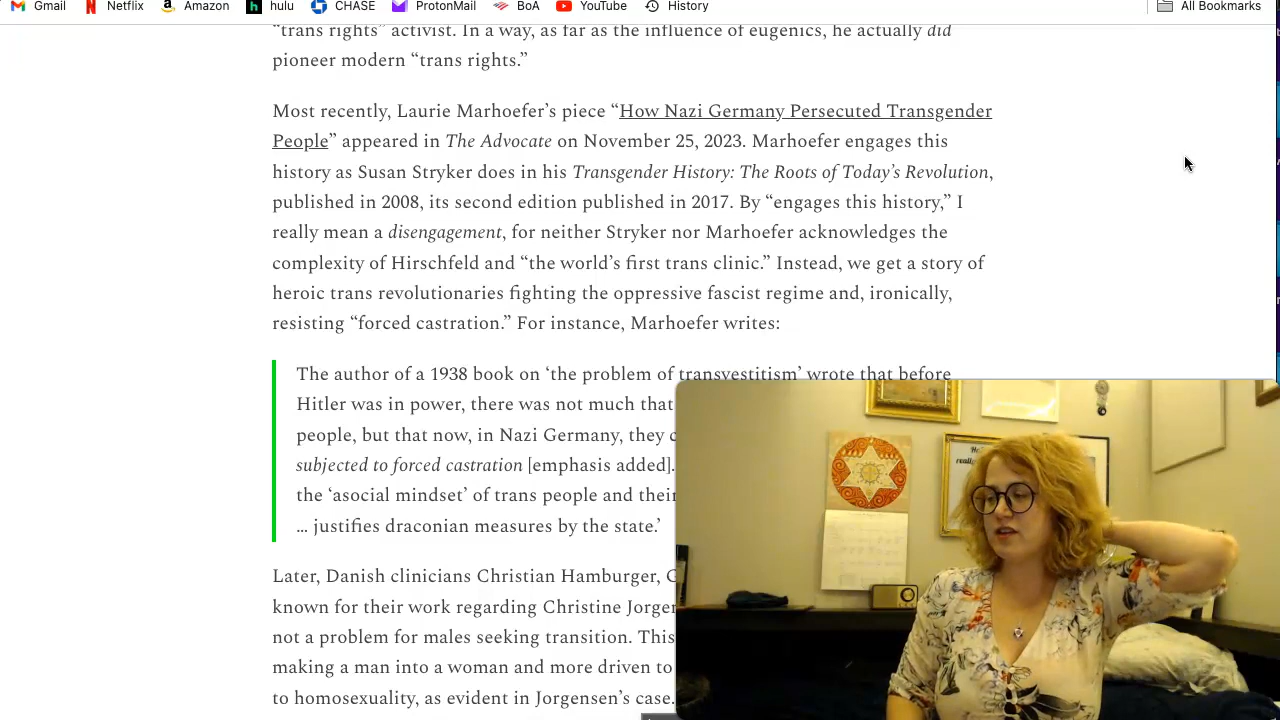 Gmail Netflix Amazon hulu CHASE ProtonMail BoA YouTube History All Bookmarks
“trans rights” activist. In a way, as far as the influence of eugenics, he actually did
pioneer modern “trans rights.”
Most recently, Laurie Marhoefer’s piece “How Nazi Germany Persecuted Transgender
People” appeared in The Advocate on November 25, 2023. Marhoefer engages this
history as Susan Stryker does in his Transgender History: The Roots of Today’s Revolution,
published in 2008, its second edition published in 2017. By “engages this history,” I
really mean a disengagement, for neither Stryker nor Marhoefer acknowledges the
complexity of Hirschfeld and “the world’s first trans clinic.” Instead, we get a story of
heroic trans revolutionaries fighting the oppressive fascist regime and, ironically,
resisting “forced castration.” For instance, Marhoefer writes:
The author of a 1938 book on ‘the problem of transvestitism’ wrote that before
Hitler was in power, there was not much that
people, but that now, in Nazi Germany, they
subjected to forced castration [emphasis added].
the ‘asocial mindset’ of trans people and their
… justifies draconian measures by the state.’
Later, Danish clinicians Christian Hamburger,
known for their work regarding Christine
not a problem for males seeking transition. This
making a man into a woman and more driven to
to homosexuality, as evident in Jorgensen’s case.